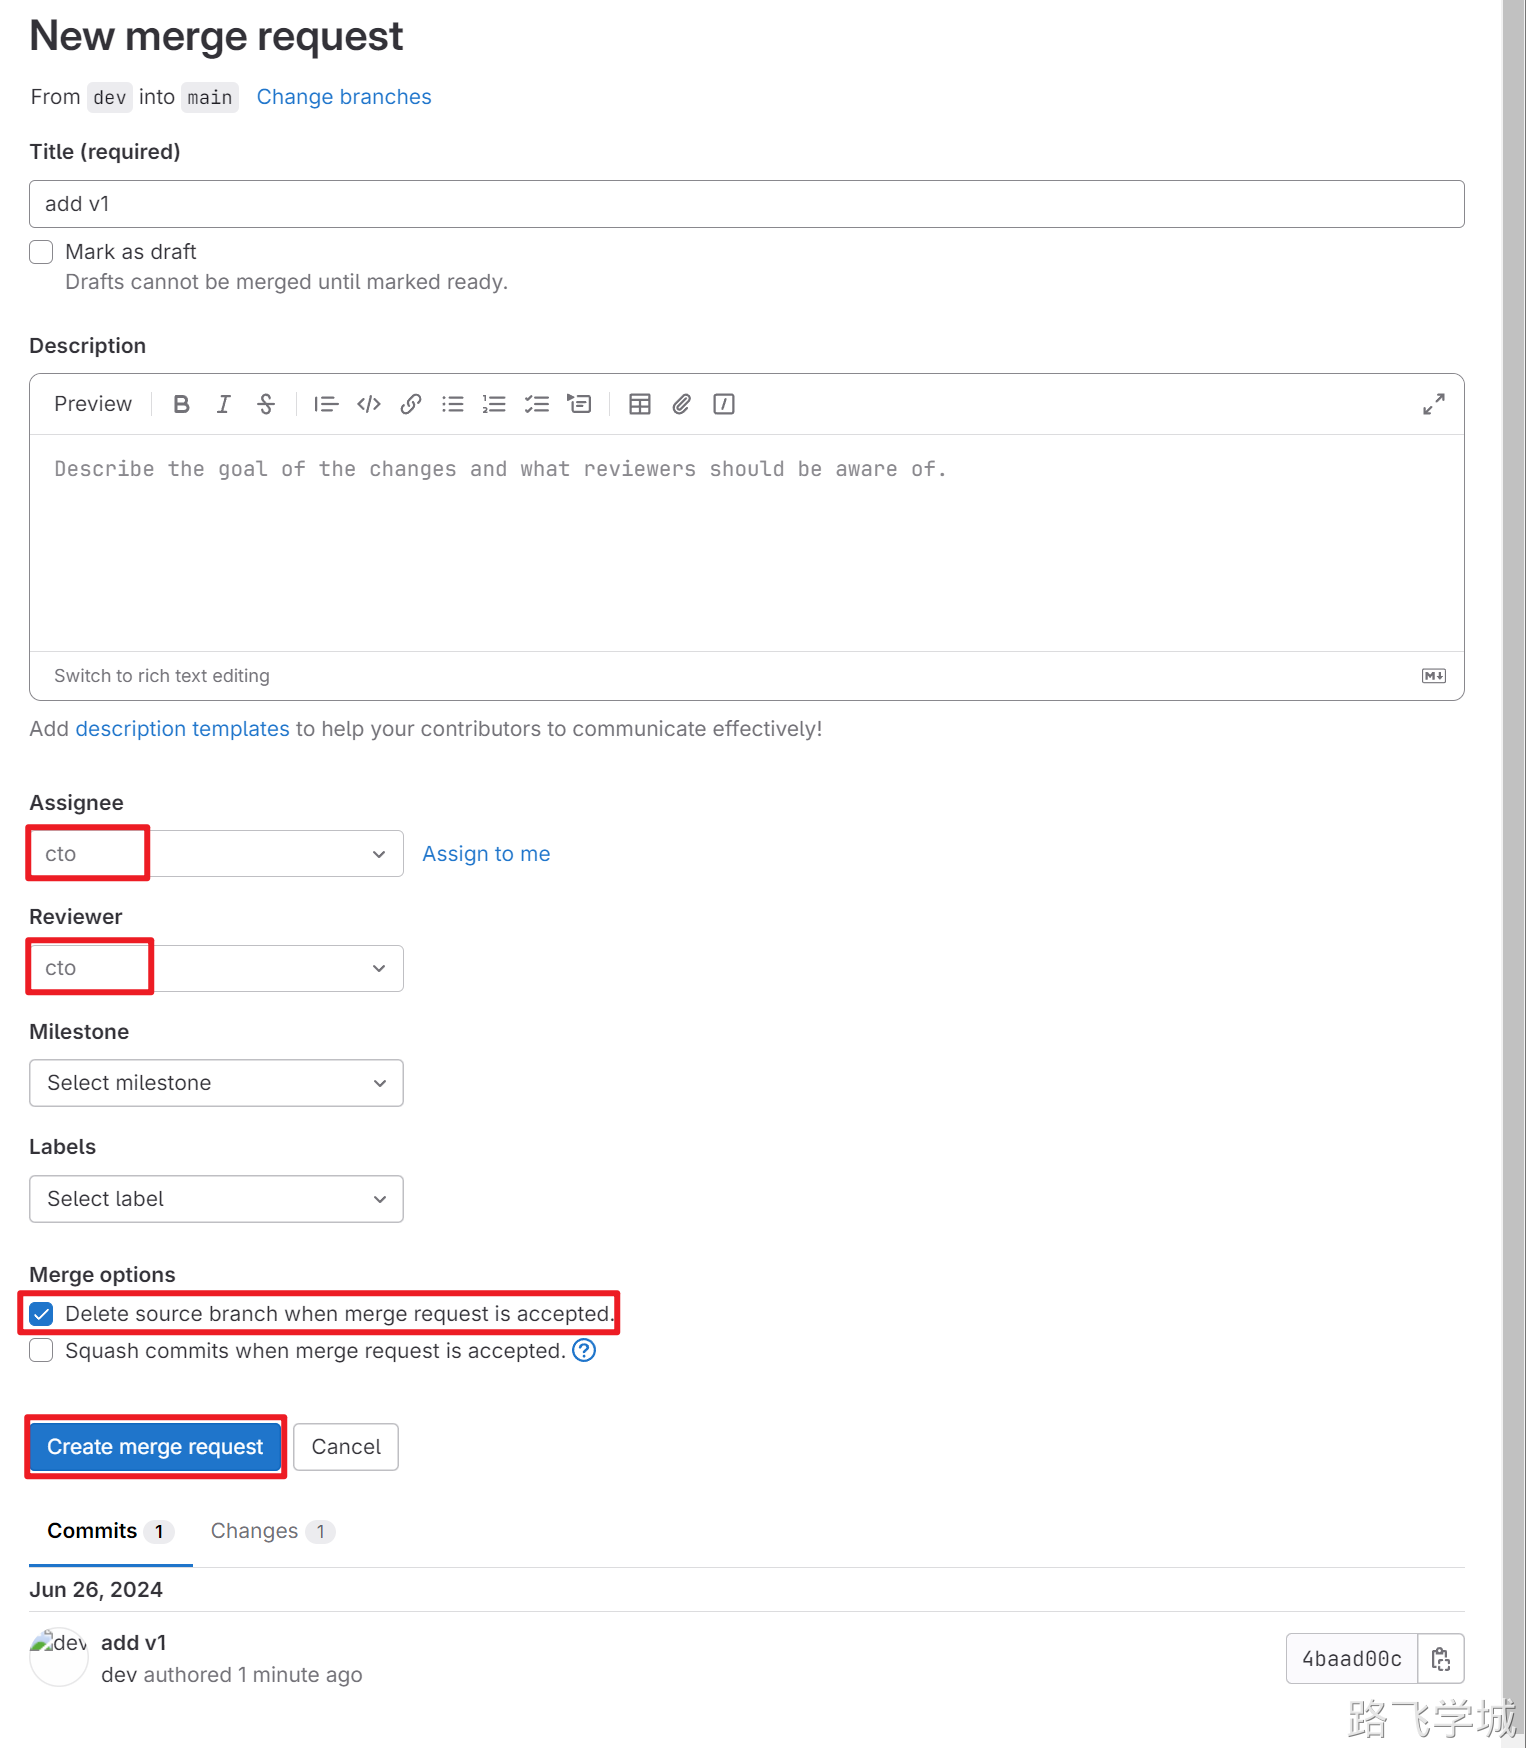 New merge request
From dev into main Change branches
Title (required)
add v1
Mark as draft
Drafts cannot be merged until marked ready.
Description
Preview
Describe the goal of the changes and what reviewers should be aware of.
Switch to rich text editing
Add description templates to help your contributors to communicate effectively!
Assignee
cto Assign to me
Reviewer
cto
Milestone
Select milestone
Labels
Select label
Merge options
Delete source branch when merge request is accepted.
Squash commits when merge request is accepted.
Create merge request Cancel
Commits 1 Changes 1
Jun 26, 2024
dev add v1
dev authored 1 minute ago
4baad00c
路飞学城